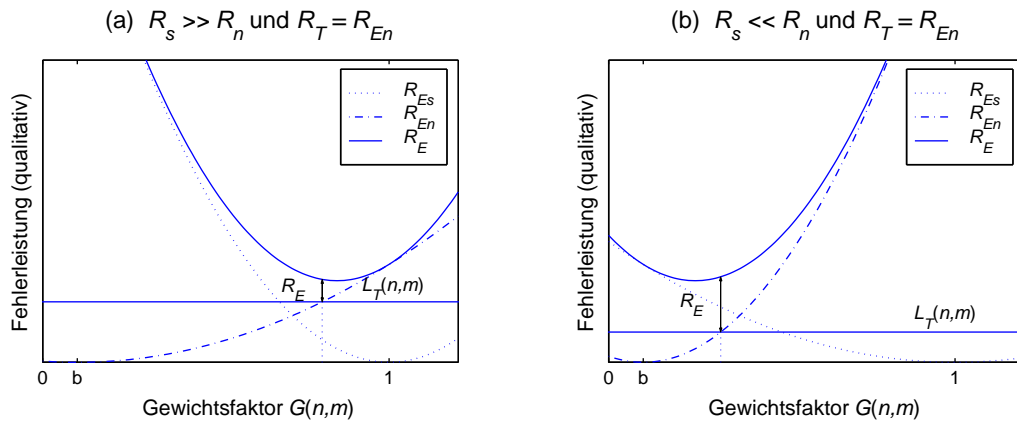 (a) R_s >> R_n und R_T = R_En
Fehlerleistung (qualitativ)
R_Es
R_En
R_E
R_E
L_T(n,m)
0 b 1
Gewichtsfaktor G(n,m)
(b) R_s << R_n und R_T = R_En
Fehlerleistung (qualitativ)
R_Es
R_En
R_E
R_E
L_T(n,m)
0 b 1
Gewichtsfaktor G(n,m)